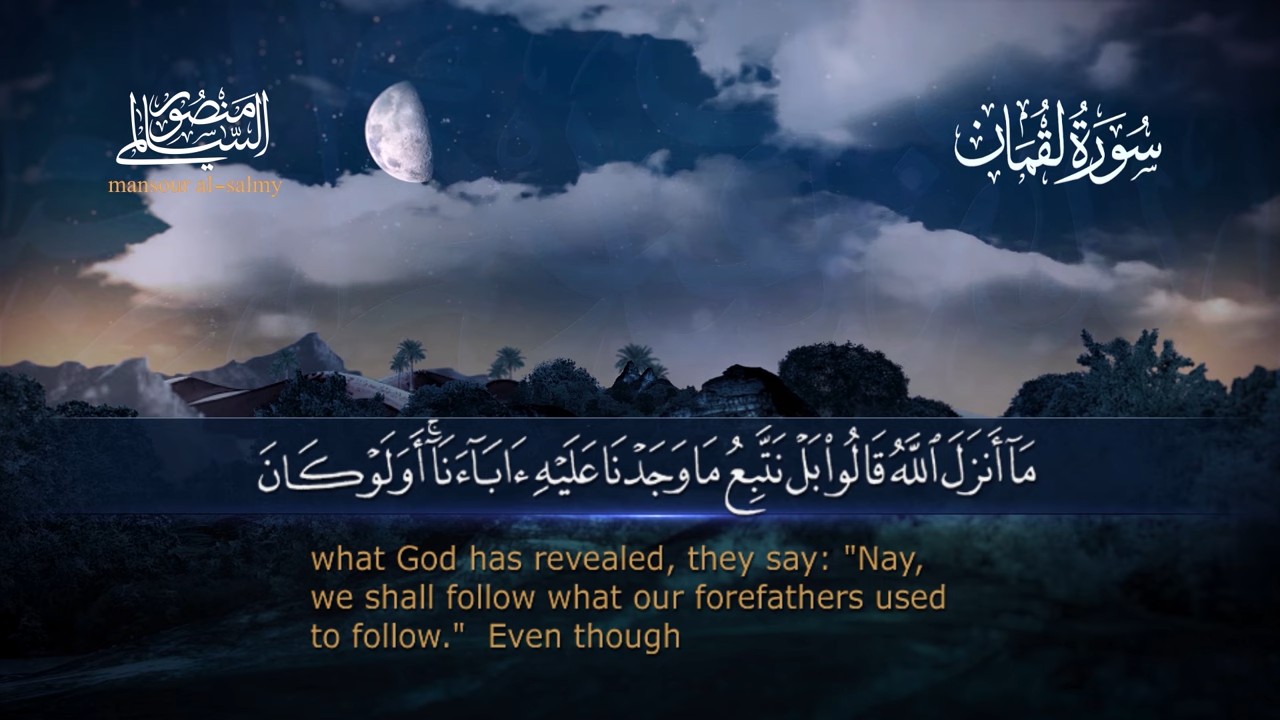 منصور السالمي
mansour al-salmy
سُورَةُ لُقْمَان
مَآ أَنزَلَ ٱللَّهُ قَالُوا۟ بَلْ نَتَّبِعُ مَا وَجَدْنَا عَلَيْهِ ءَابَآءَنَآ ۚ أَوَلَوْ كَانَ
what God has revealed, they say: "Nay,
we shall follow what our forefathers used
to follow."  Even though